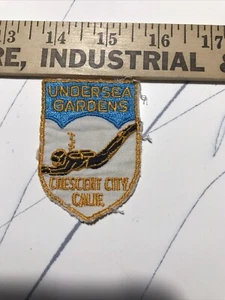 13 14 15 16 17
RE, INDUSTRIAL &
UNDERSEA
GARDENS
CRESCENT CITY,
CALIF.